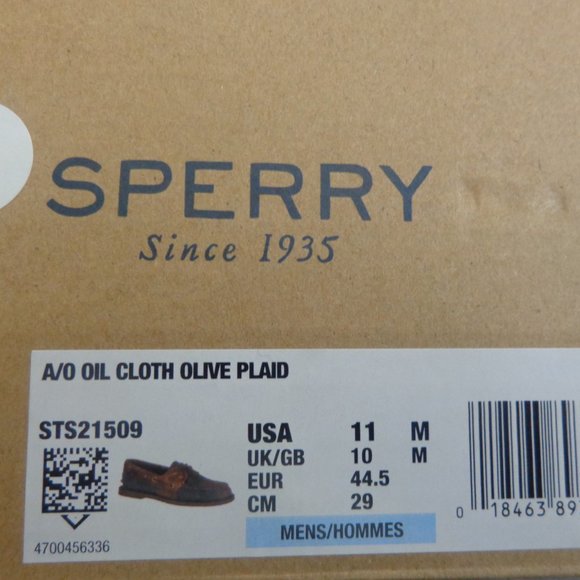 SPERRY
Since 1935
A/O OIL CLOTH OLIVE PLAID
STS21509
USA 11 M
UK/GB 10 M
EUR 44.5
CM 29
MENS/HOMMES
4700456336
0 18463 89